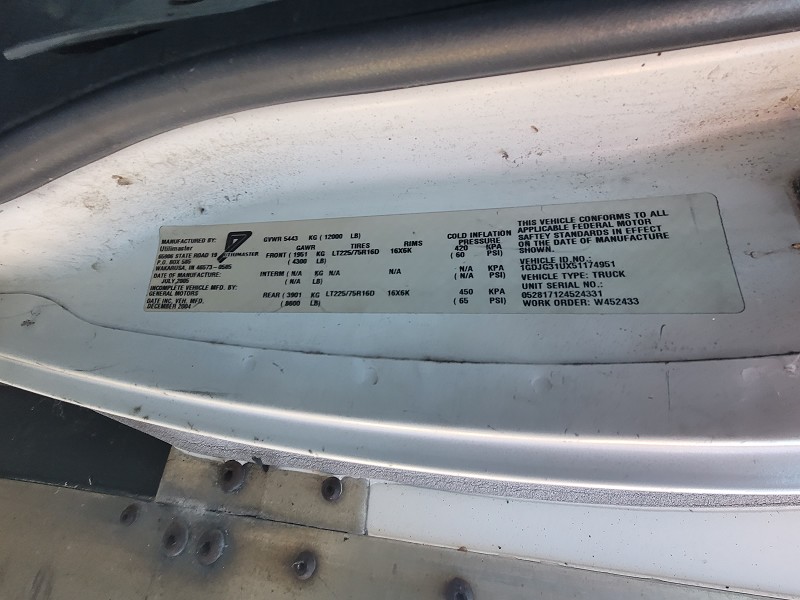 MANUFACTURED BY:
Utilimaster
65906 STATE ROAD 19
P.O. BOX 585
WAKARUSA, IN 46573-0585
DATE OF MANUFACTURE:
JULY,2005
INCOMPLETE VEHICLE MFD. BY:
GENERAL MOTORS
DATE INC. VEH. MFD.
DECEMBER 2004
UTILIMASTER
GVWR 5443 KG ( 12000 LB)
GAWR TIRES RIMS COLD INFLATION PRESSURE
FRONT (1951 KG LT225/75R16D 16X6K 420 KPA
( 4300 LB) ( 60 PSI)
INTERIM (N/A KG N/A N/A N/A KPA
( N/A LB) ( N/A PSI)
REAR ( 3901 KG LT225/75R16D 16X6K 450 KPA
( 8600 LB) ( 65 PSI)
THIS VEHICLE CONFORMS TO ALL
APPLICABLE FEDERAL MOTOR
SAFTEY STANDARDS IN EFFECT
ON THE DATE OF MANUFACTURE
SHOWN.
VEHICLE ID. NO.:
1GDJG31UX51174951
VEHICLE TYPE: TRUCK
UNIT SERIAL NO.:
052817124524331
WORK ORDER: W452433